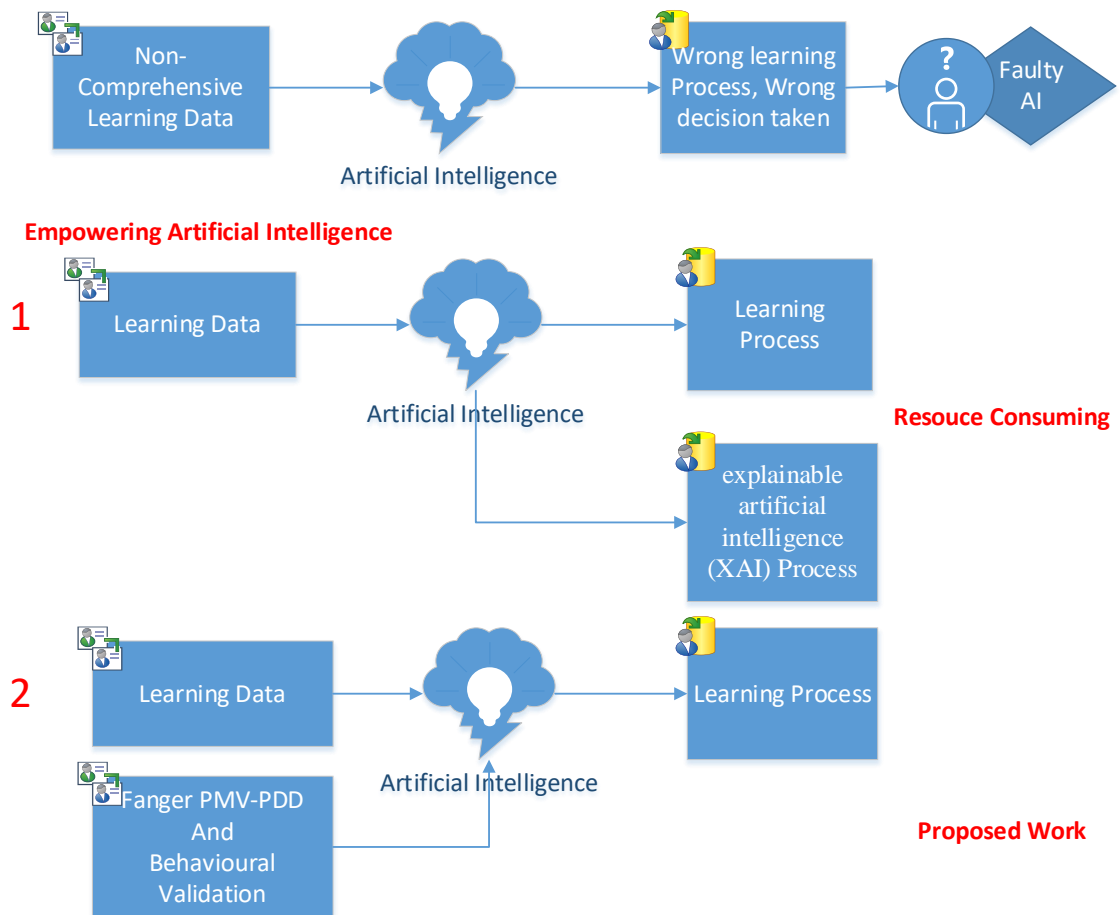 Non-
Comprehensive
Learning Data
Artificial Intelligence
Wrong learning
Process, Wrong
decision taken
?
Faulty
AI
Empowering Artificial Intelligence
1
Learning Data
Artificial Intelligence
Learning
Process
Resouce Consuming
explainable
artificial
intelligence
(XAI) Process
2
Learning Data
Artificial Intelligence
Learning Process
Fanger PMV-PDD
And
Behavioural
Validation
Proposed Work